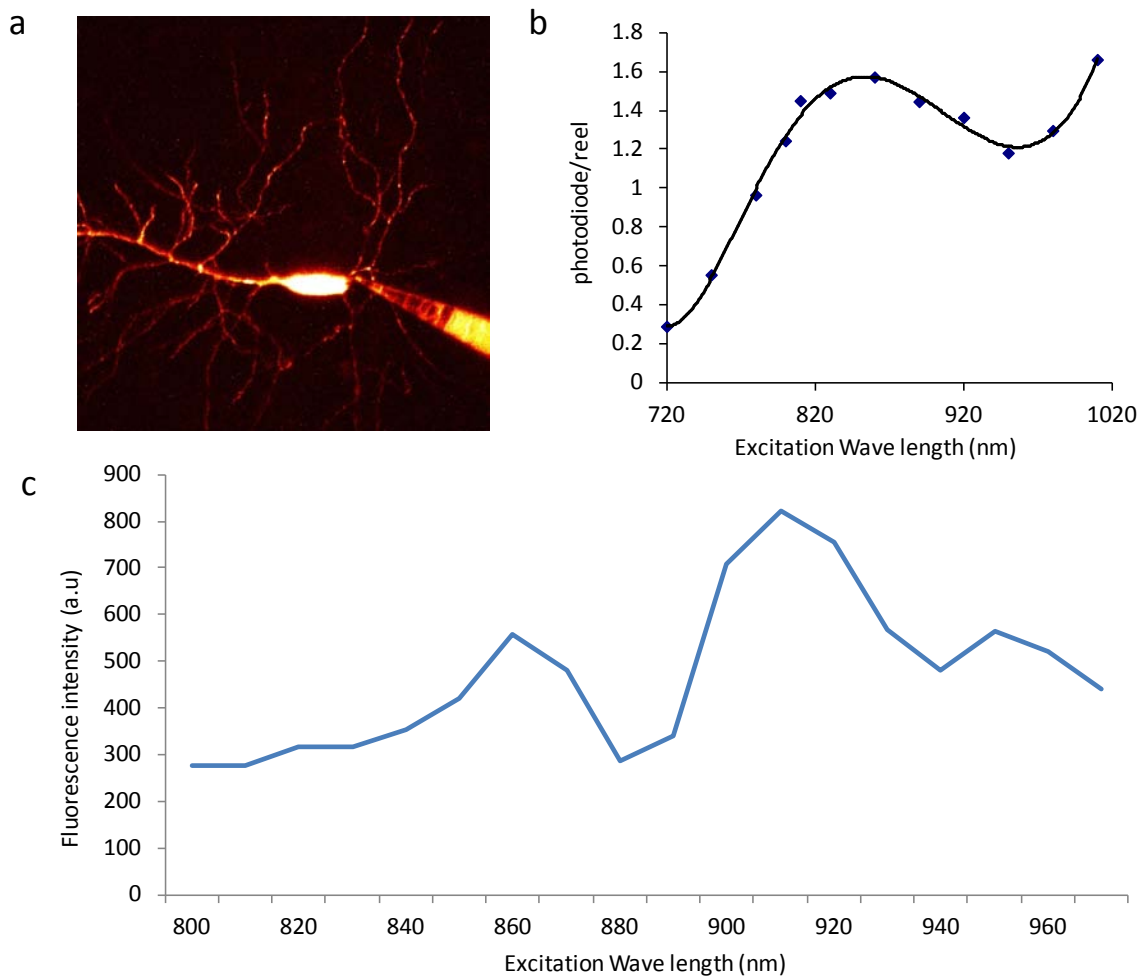 a
b
1.8
1.6
1.4
1.2
1
0.8
0.6
0.4
0.2
0
photodiode/reel
720 820 920 1020
Excitation Wave length (nm)
c
900
800
700
600
500
400
300
200
100
0
Fluorescence intensity (a.u)
800 820 840 860 880 900 920 940 960
Excitation Wave length (nm)